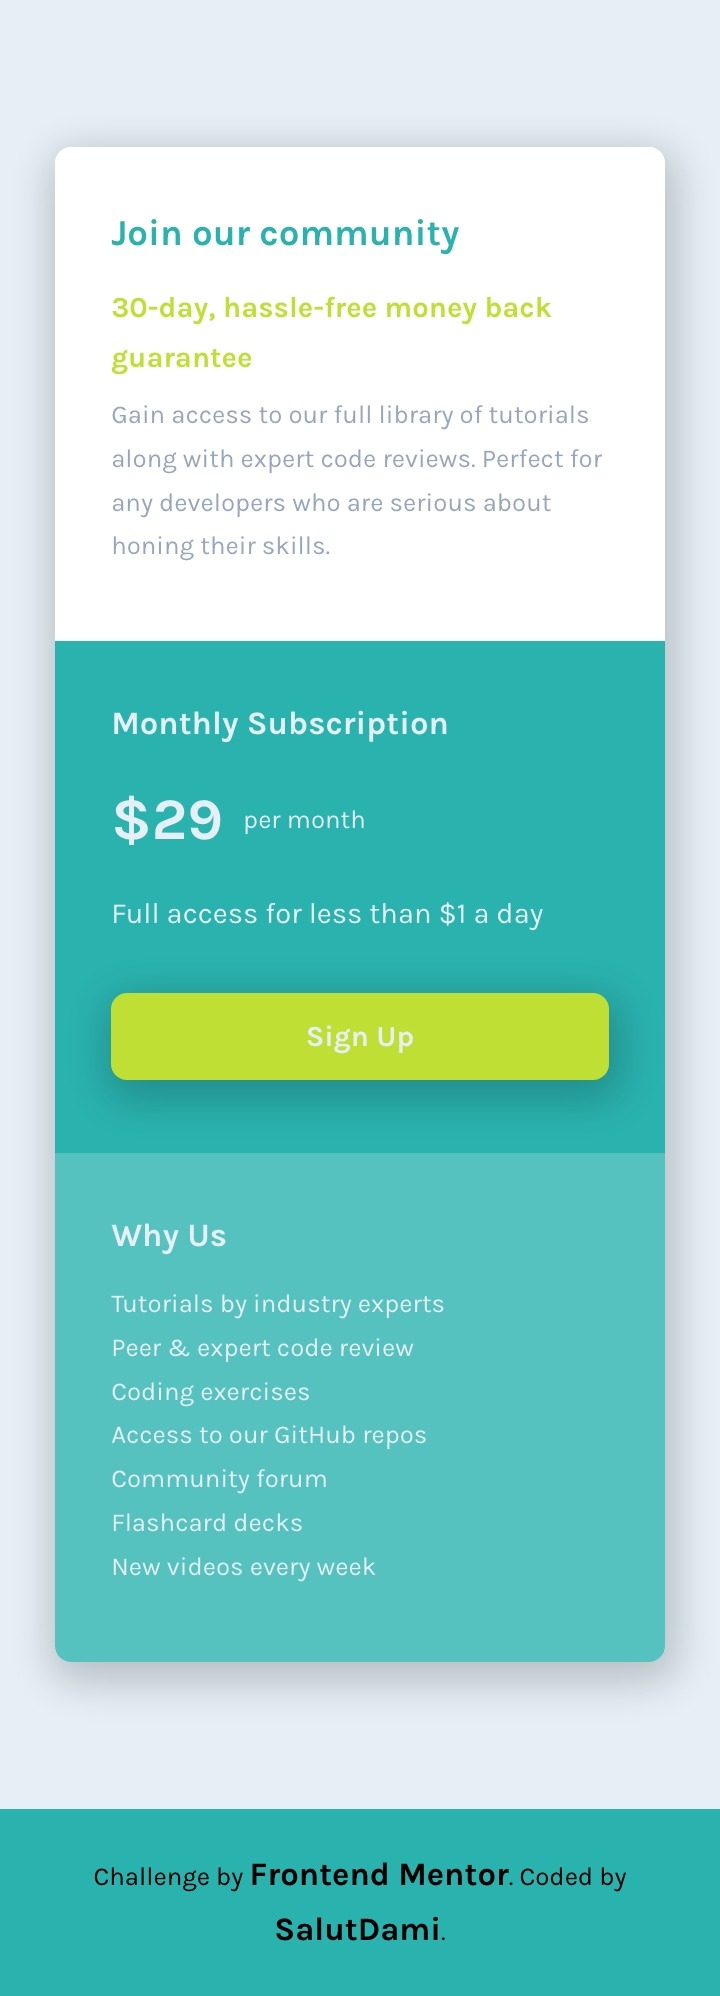 Join our community
30-day, hassle-free money back
guarantee
Gain access to our full library of tutorials
along with expert code reviews. Perfect for
any developers who are serious about
honing their skills.
Monthly Subscription
$29 per month
Full access for less than $1 a day
Sign Up
Why Us
Tutorials by industry experts
Peer & expert code review
Coding exercises
Access to our GitHub repos
Community forum
Flashcard decks
New videos every week
Challenge by Frontend Mentor. Coded by
SalutDami.